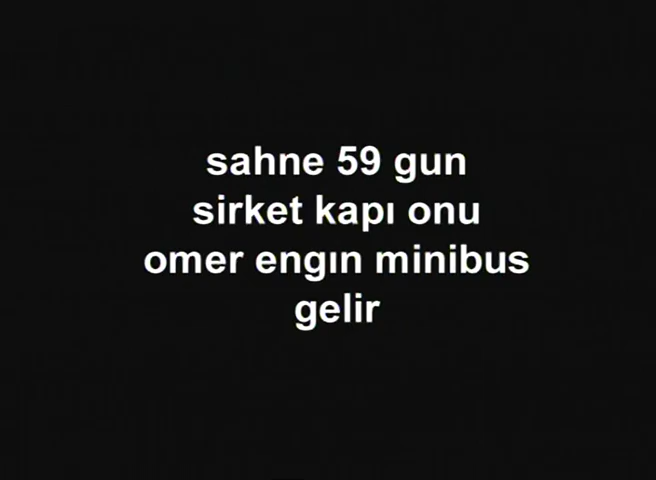 sahne 59 gun
sirket kapı onu
omer engın minibus
gelir